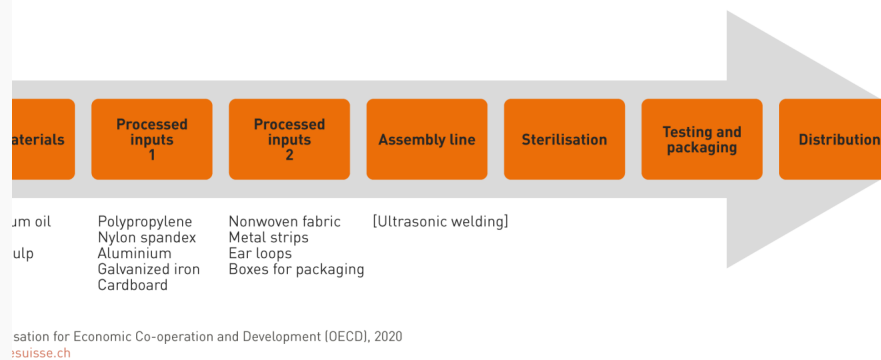 aterials
Processed
inputs
1
Processed
inputs
2
Assembly line
Sterilisation
Testing and
packaging
Distribution
um oil
ulp
Polypropylene
Nylon spandex
Aluminium
Galvanized iron
Cardboard
Nonwoven fabric
Metal strips
Ear loops
Boxes for packaging
[Ultrasonic welding]
sation for Economic Co-operation and Development (OECD), 2020
esuisse.ch